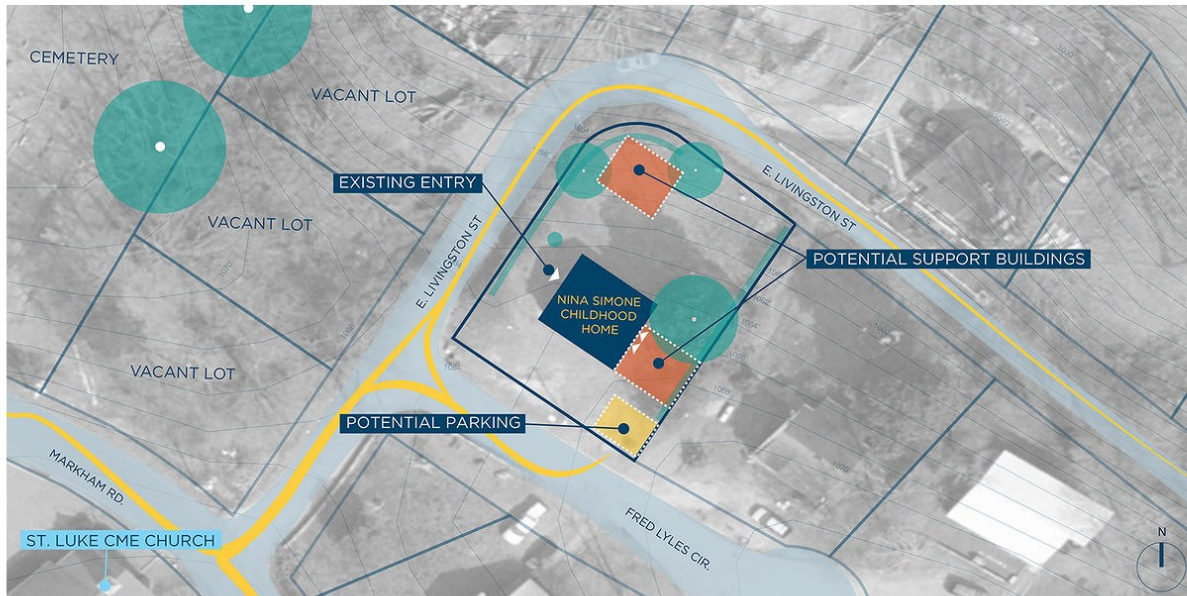 CEMETERY
VACANT LOT
EXISTING ENTRY
E. LIVINGSTON ST
VACANT LOT
E. LIVINGSTON ST
POTENTIAL SUPPORT BUILDINGS
NINA SIMONE
CHILDHOOD
HOME
VACANT LOT
POTENTIAL PARKING
MARKHAM RD.
FRED LYLES CIR.
ST. LUKE CME CHURCH
N